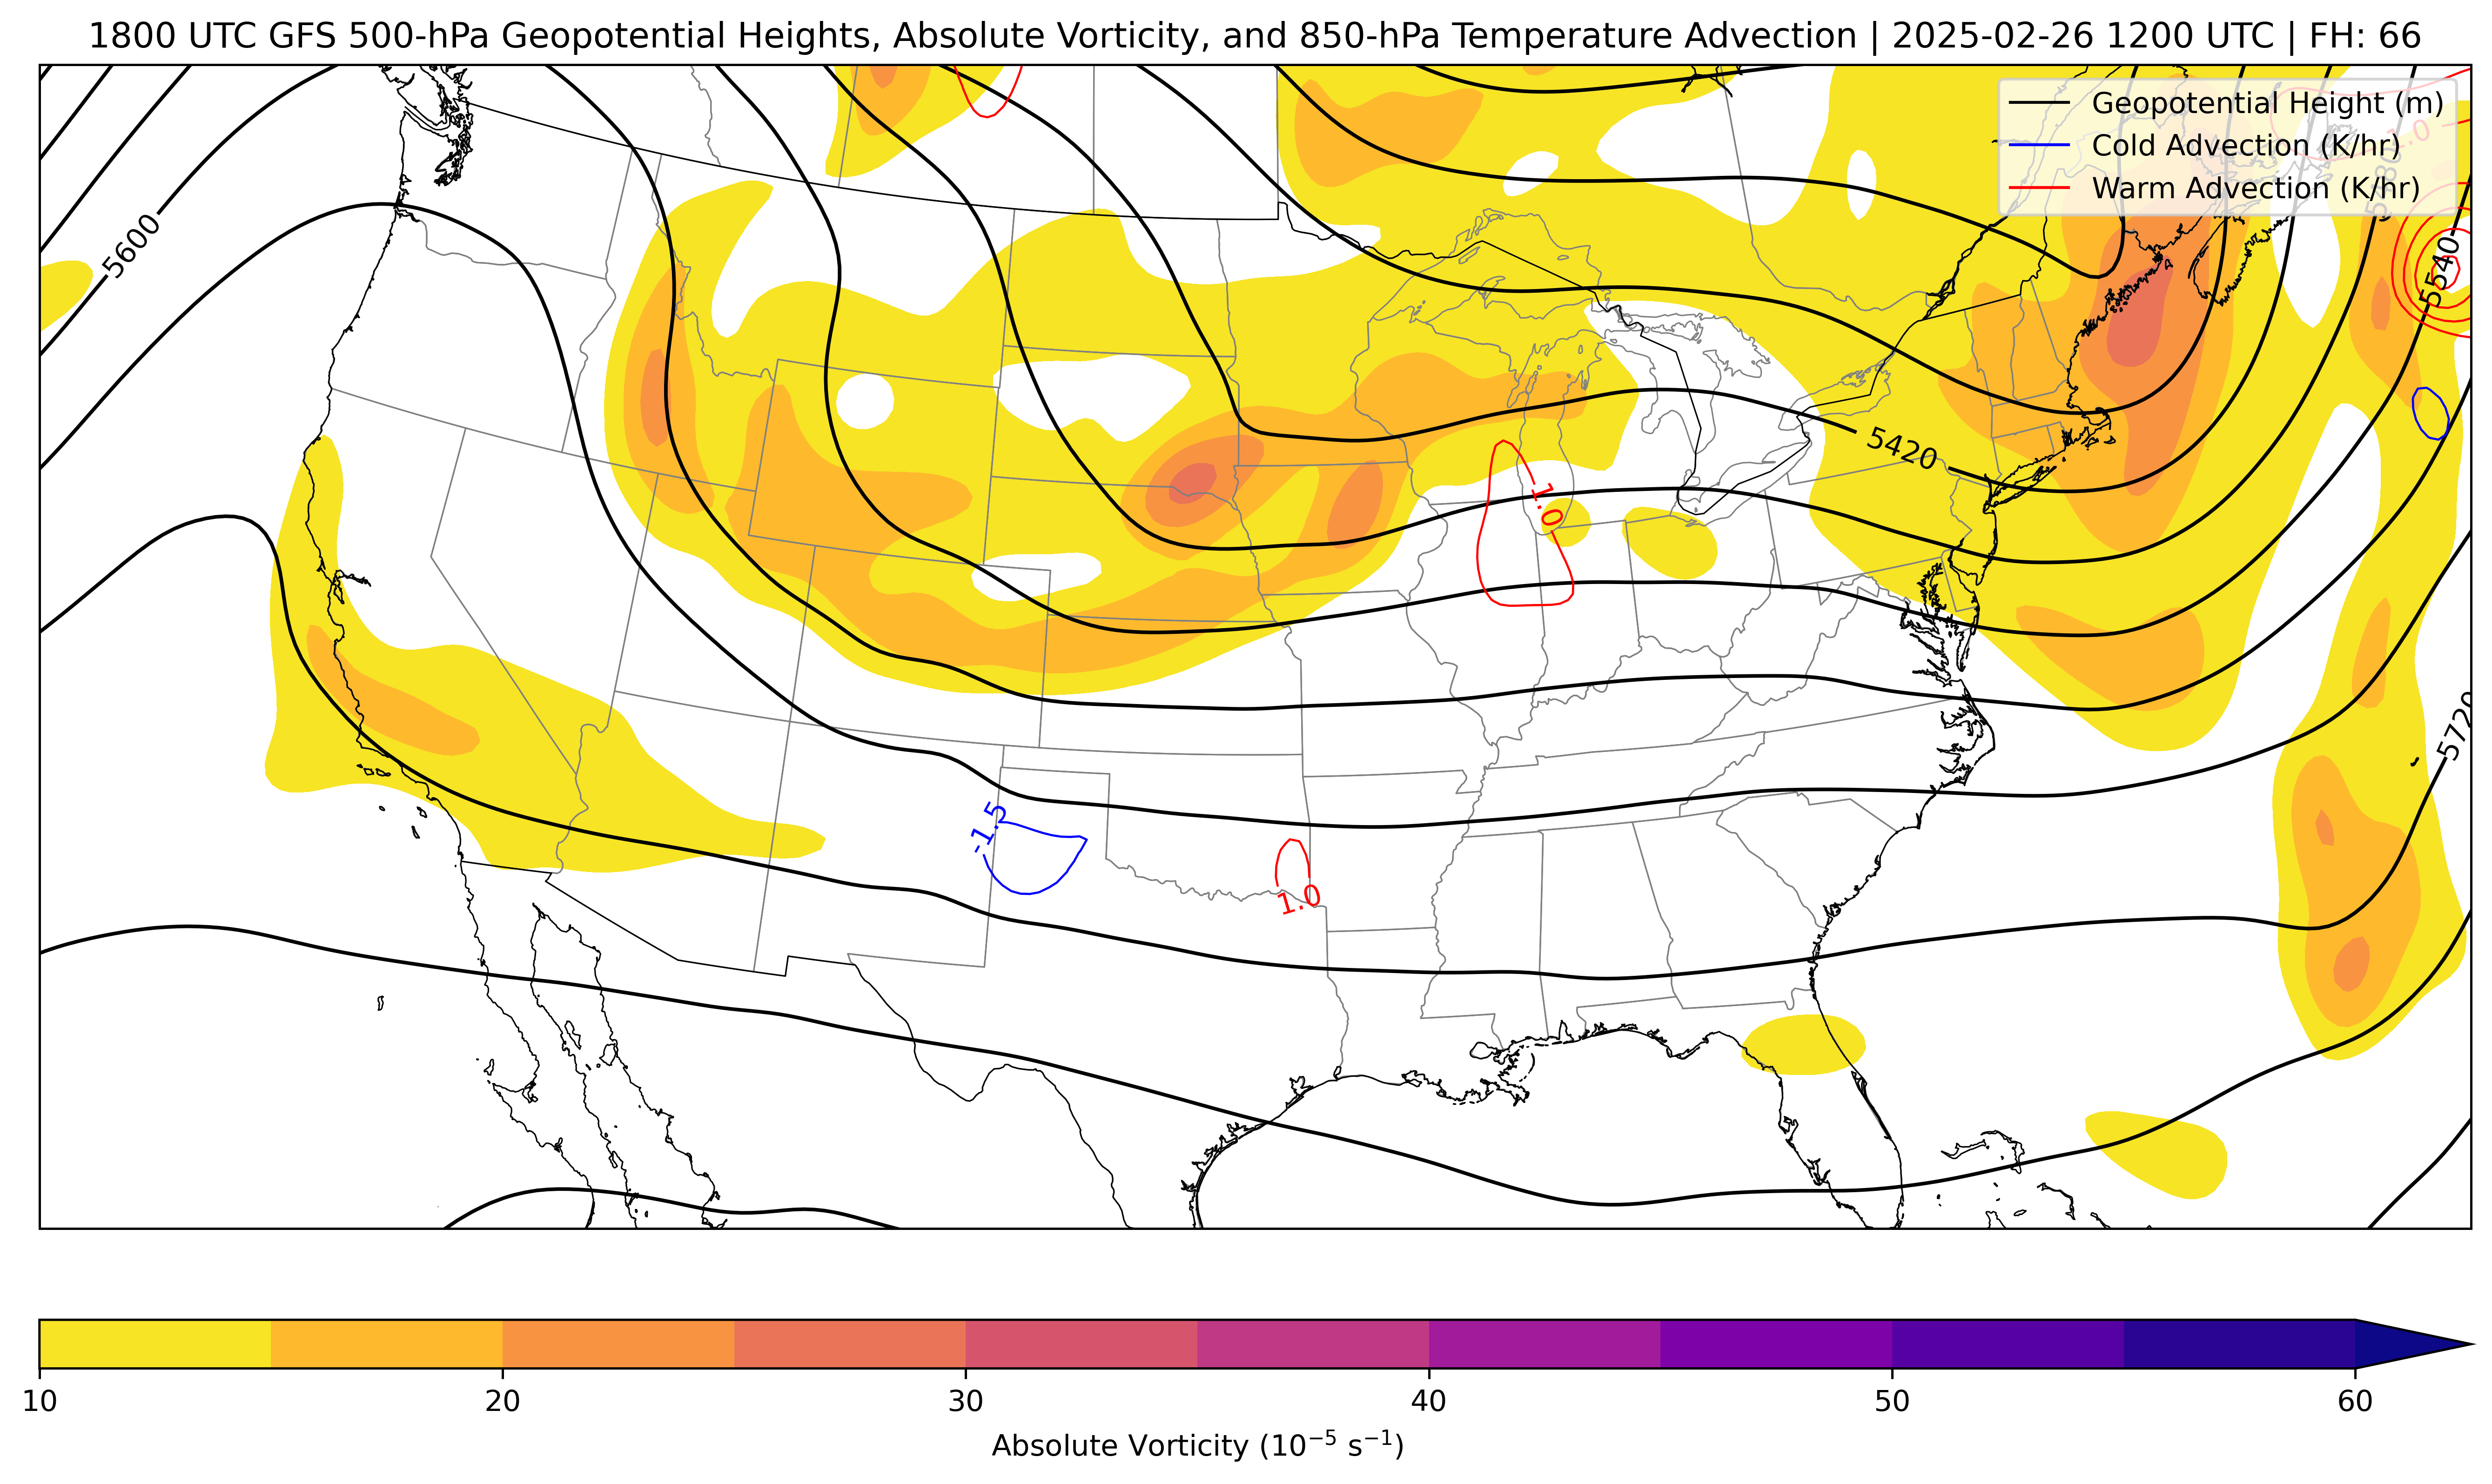 1800 UTC GFS 500-hPa Geopotential Heights, Absolute Vorticity, and 850-hPa Temperature Advection | 2025-02-26 1200 UTC | FH: 66
Geopotential Height (m)
Cold Advection (K/hr)
Warm Advection (K/hr)
1.0
5600
5540
5420
1.0
5720
-1.5
1.0
10 20 30 40 50 60
Absolute Vorticity (10⁻⁵ s⁻¹)